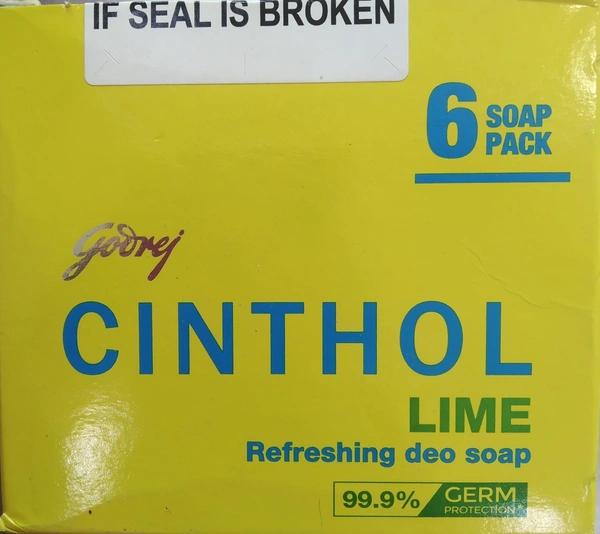 IF SEAL IS BROKEN
6 SOAP
PACK
Godrej
CINTHOL
LIME
Refreshing deo soap
99.9% GERM
PROTECTION